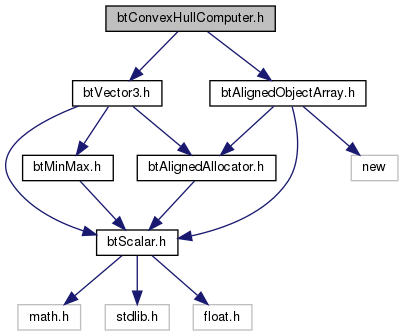 btConvexHullComputer.h
btVector3.h
btAlignedObjectArray.h
btMinMax.h
btAlignedAllocator.h
new
btScalar.h
math.h
stdlib.h
float.h